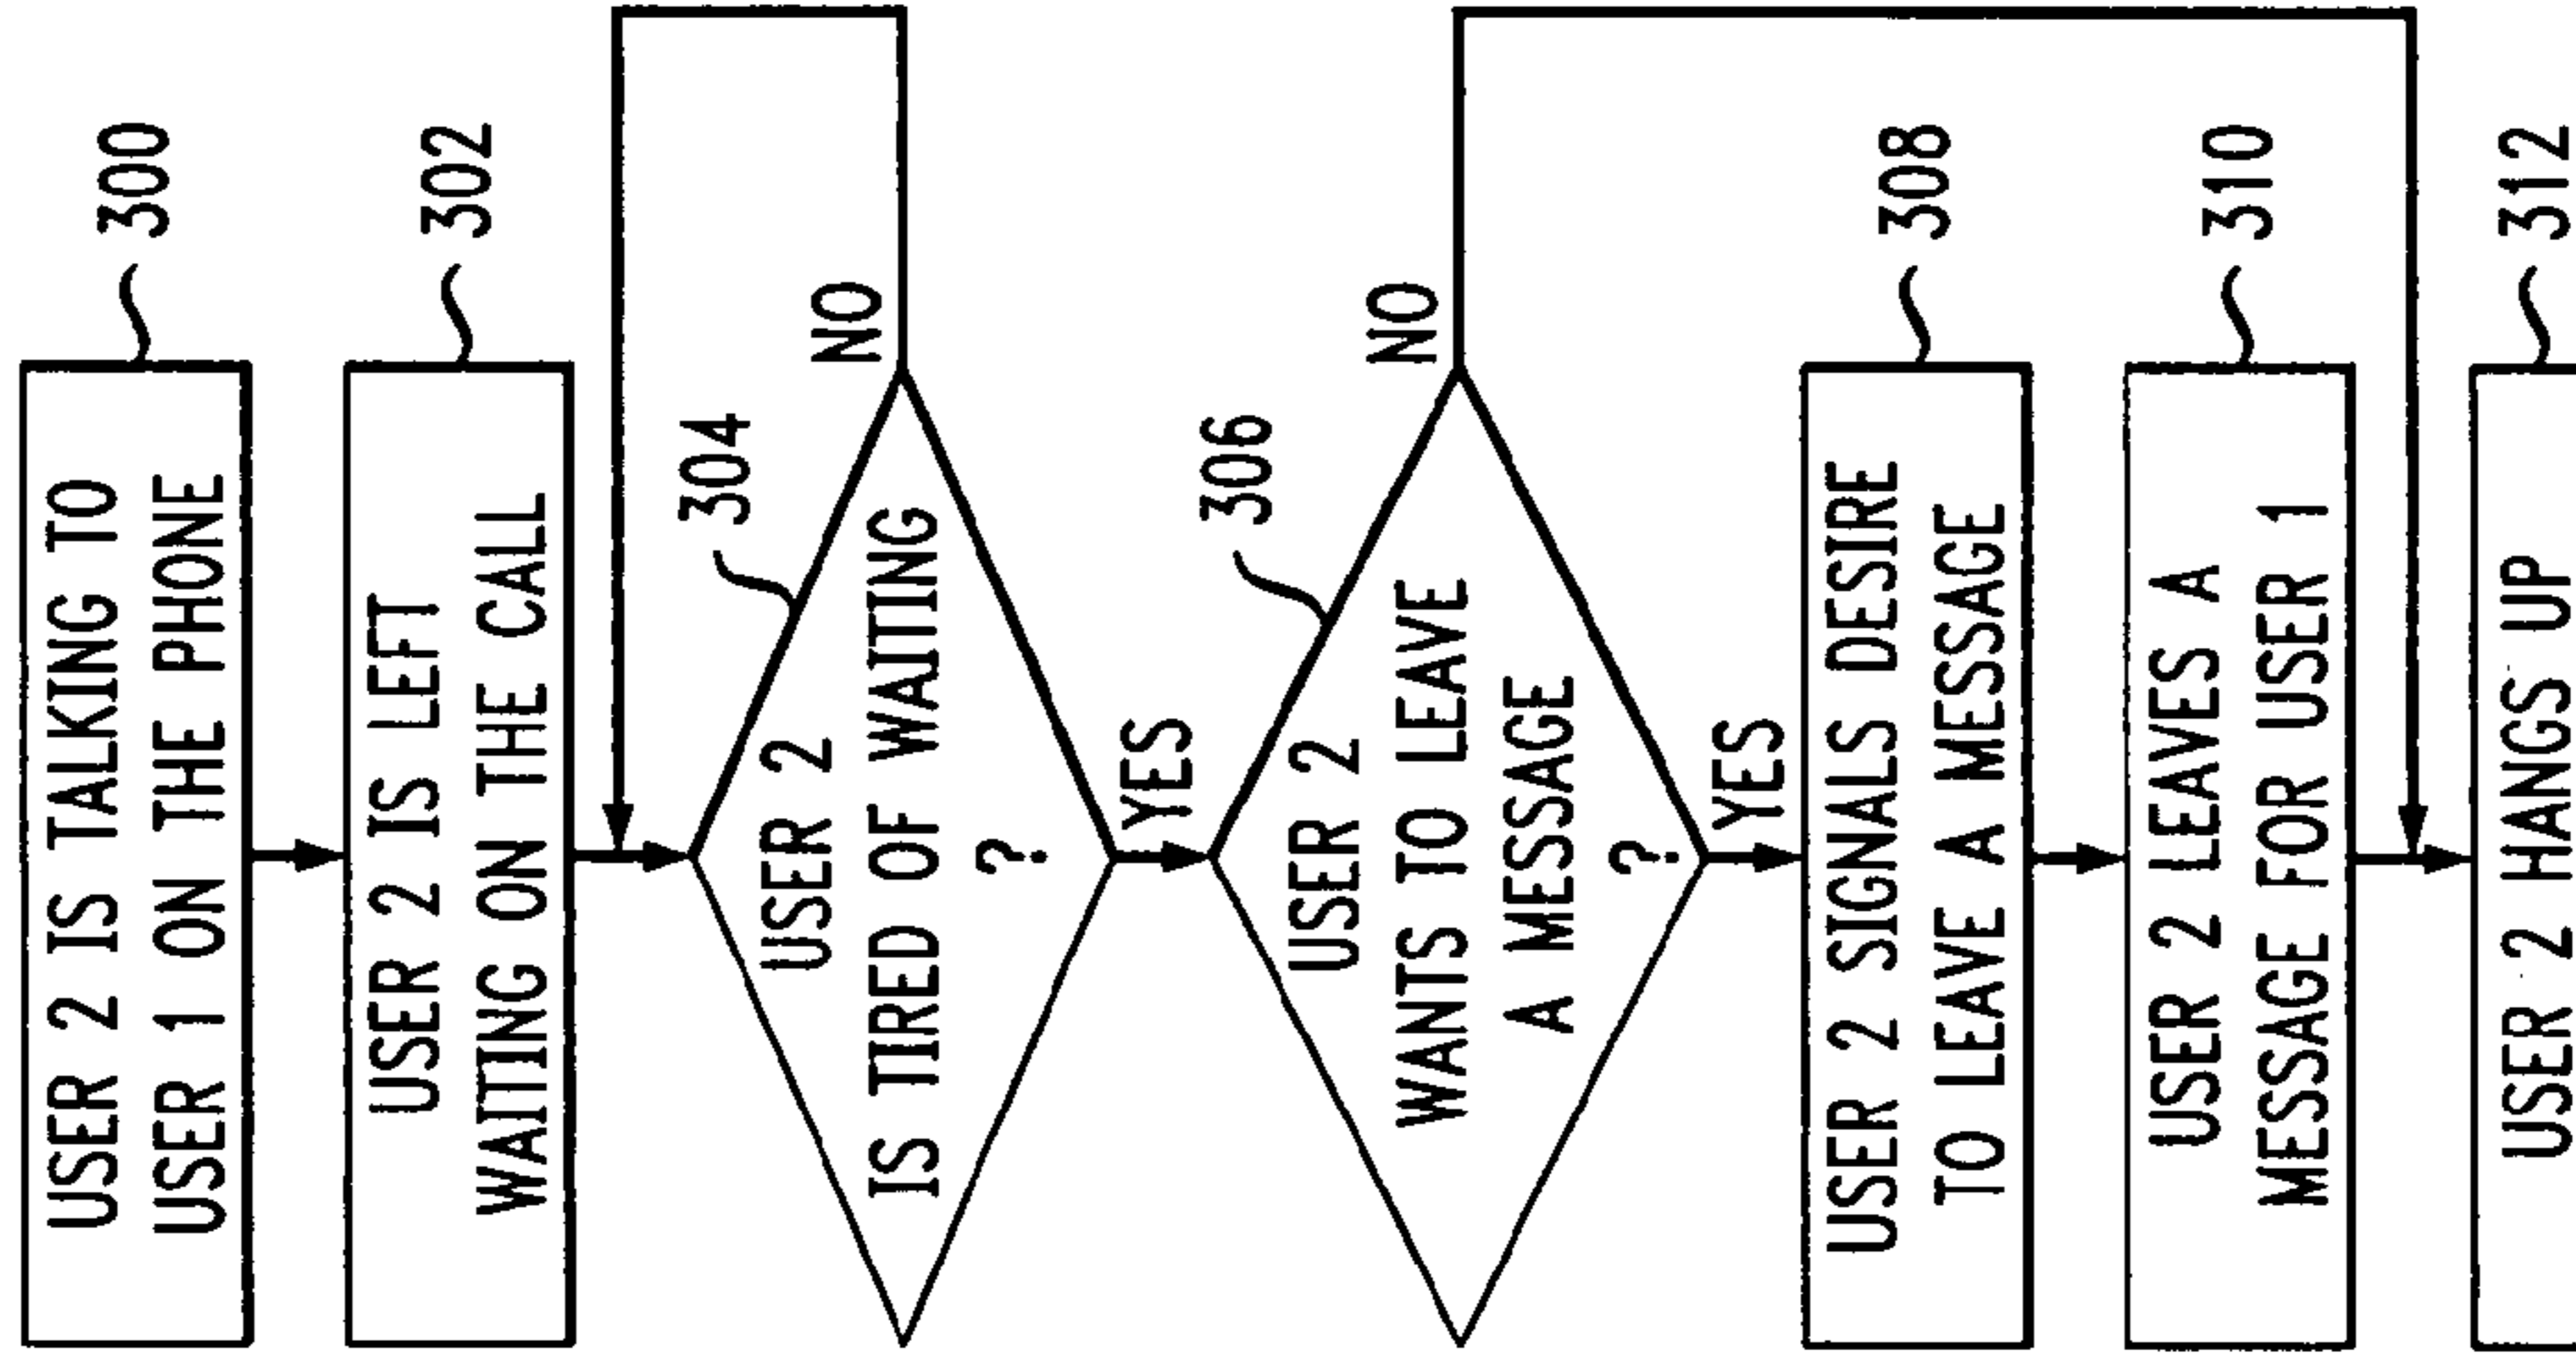 USER 2 IS TALKING TO
USER 1 ON THE PHONE
300
USER 2 IS LEFT
WAITING ON THE CALL
302
304
USER 2
IS TIRED OF WAITING
?
NO
YES
306
USER 2
WANTS TO LEAVE
A MESSAGE
?
NO
YES
USER 2 SIGNALS DESIRE
TO LEAVE A MESSAGE
308
USER 2 LEAVES A
MESSAGE FOR USER 1
310
USER 2 HANGS UP
312